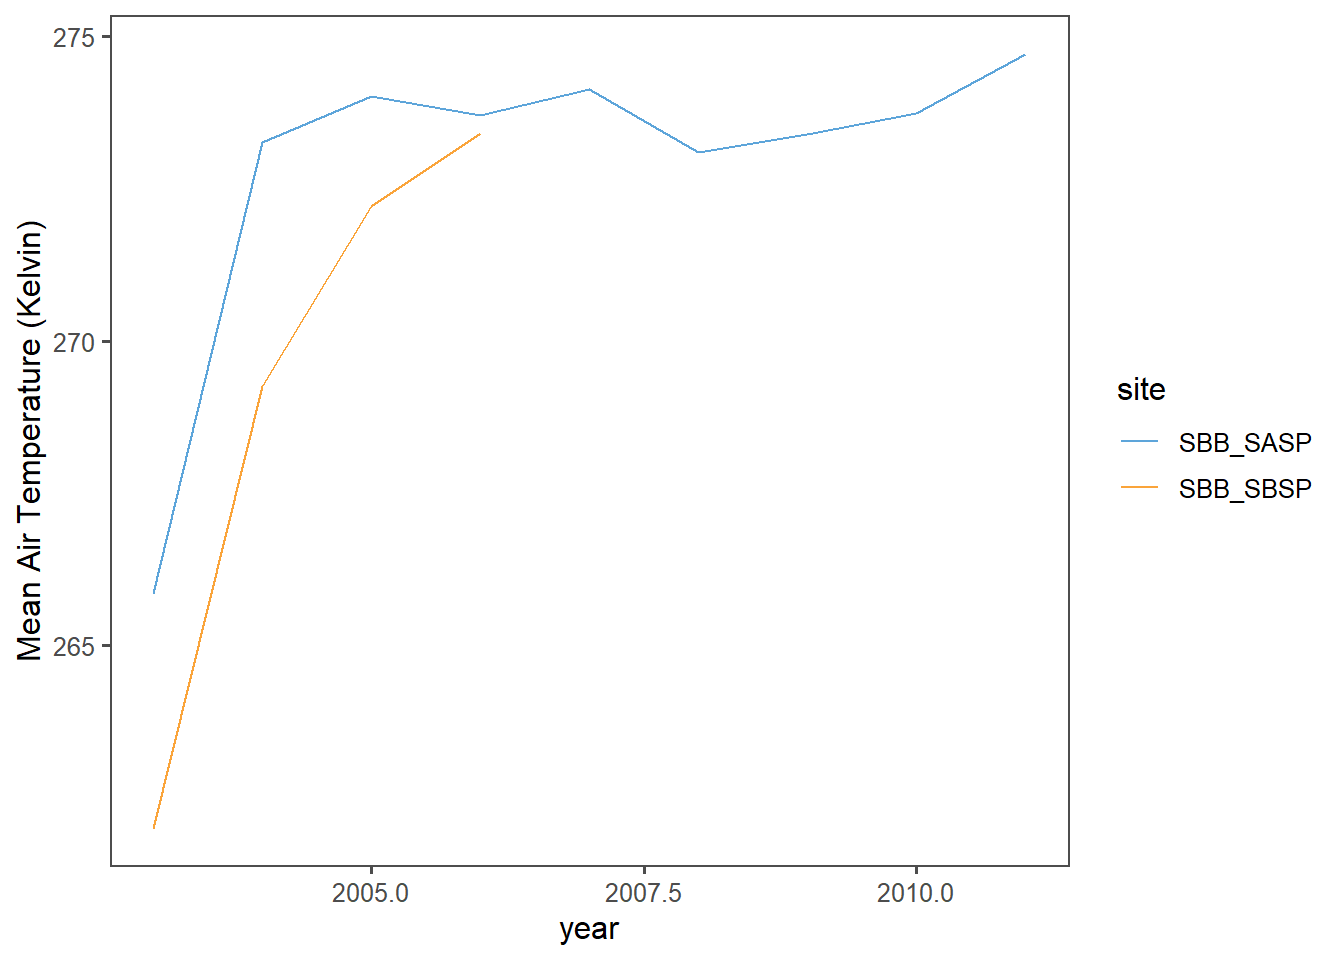 275
270
265
Mean Air Temperature (Kelvin)
2005.0
2007.5
2010.0
year
site
SBB_SASP
SBB_SBSP